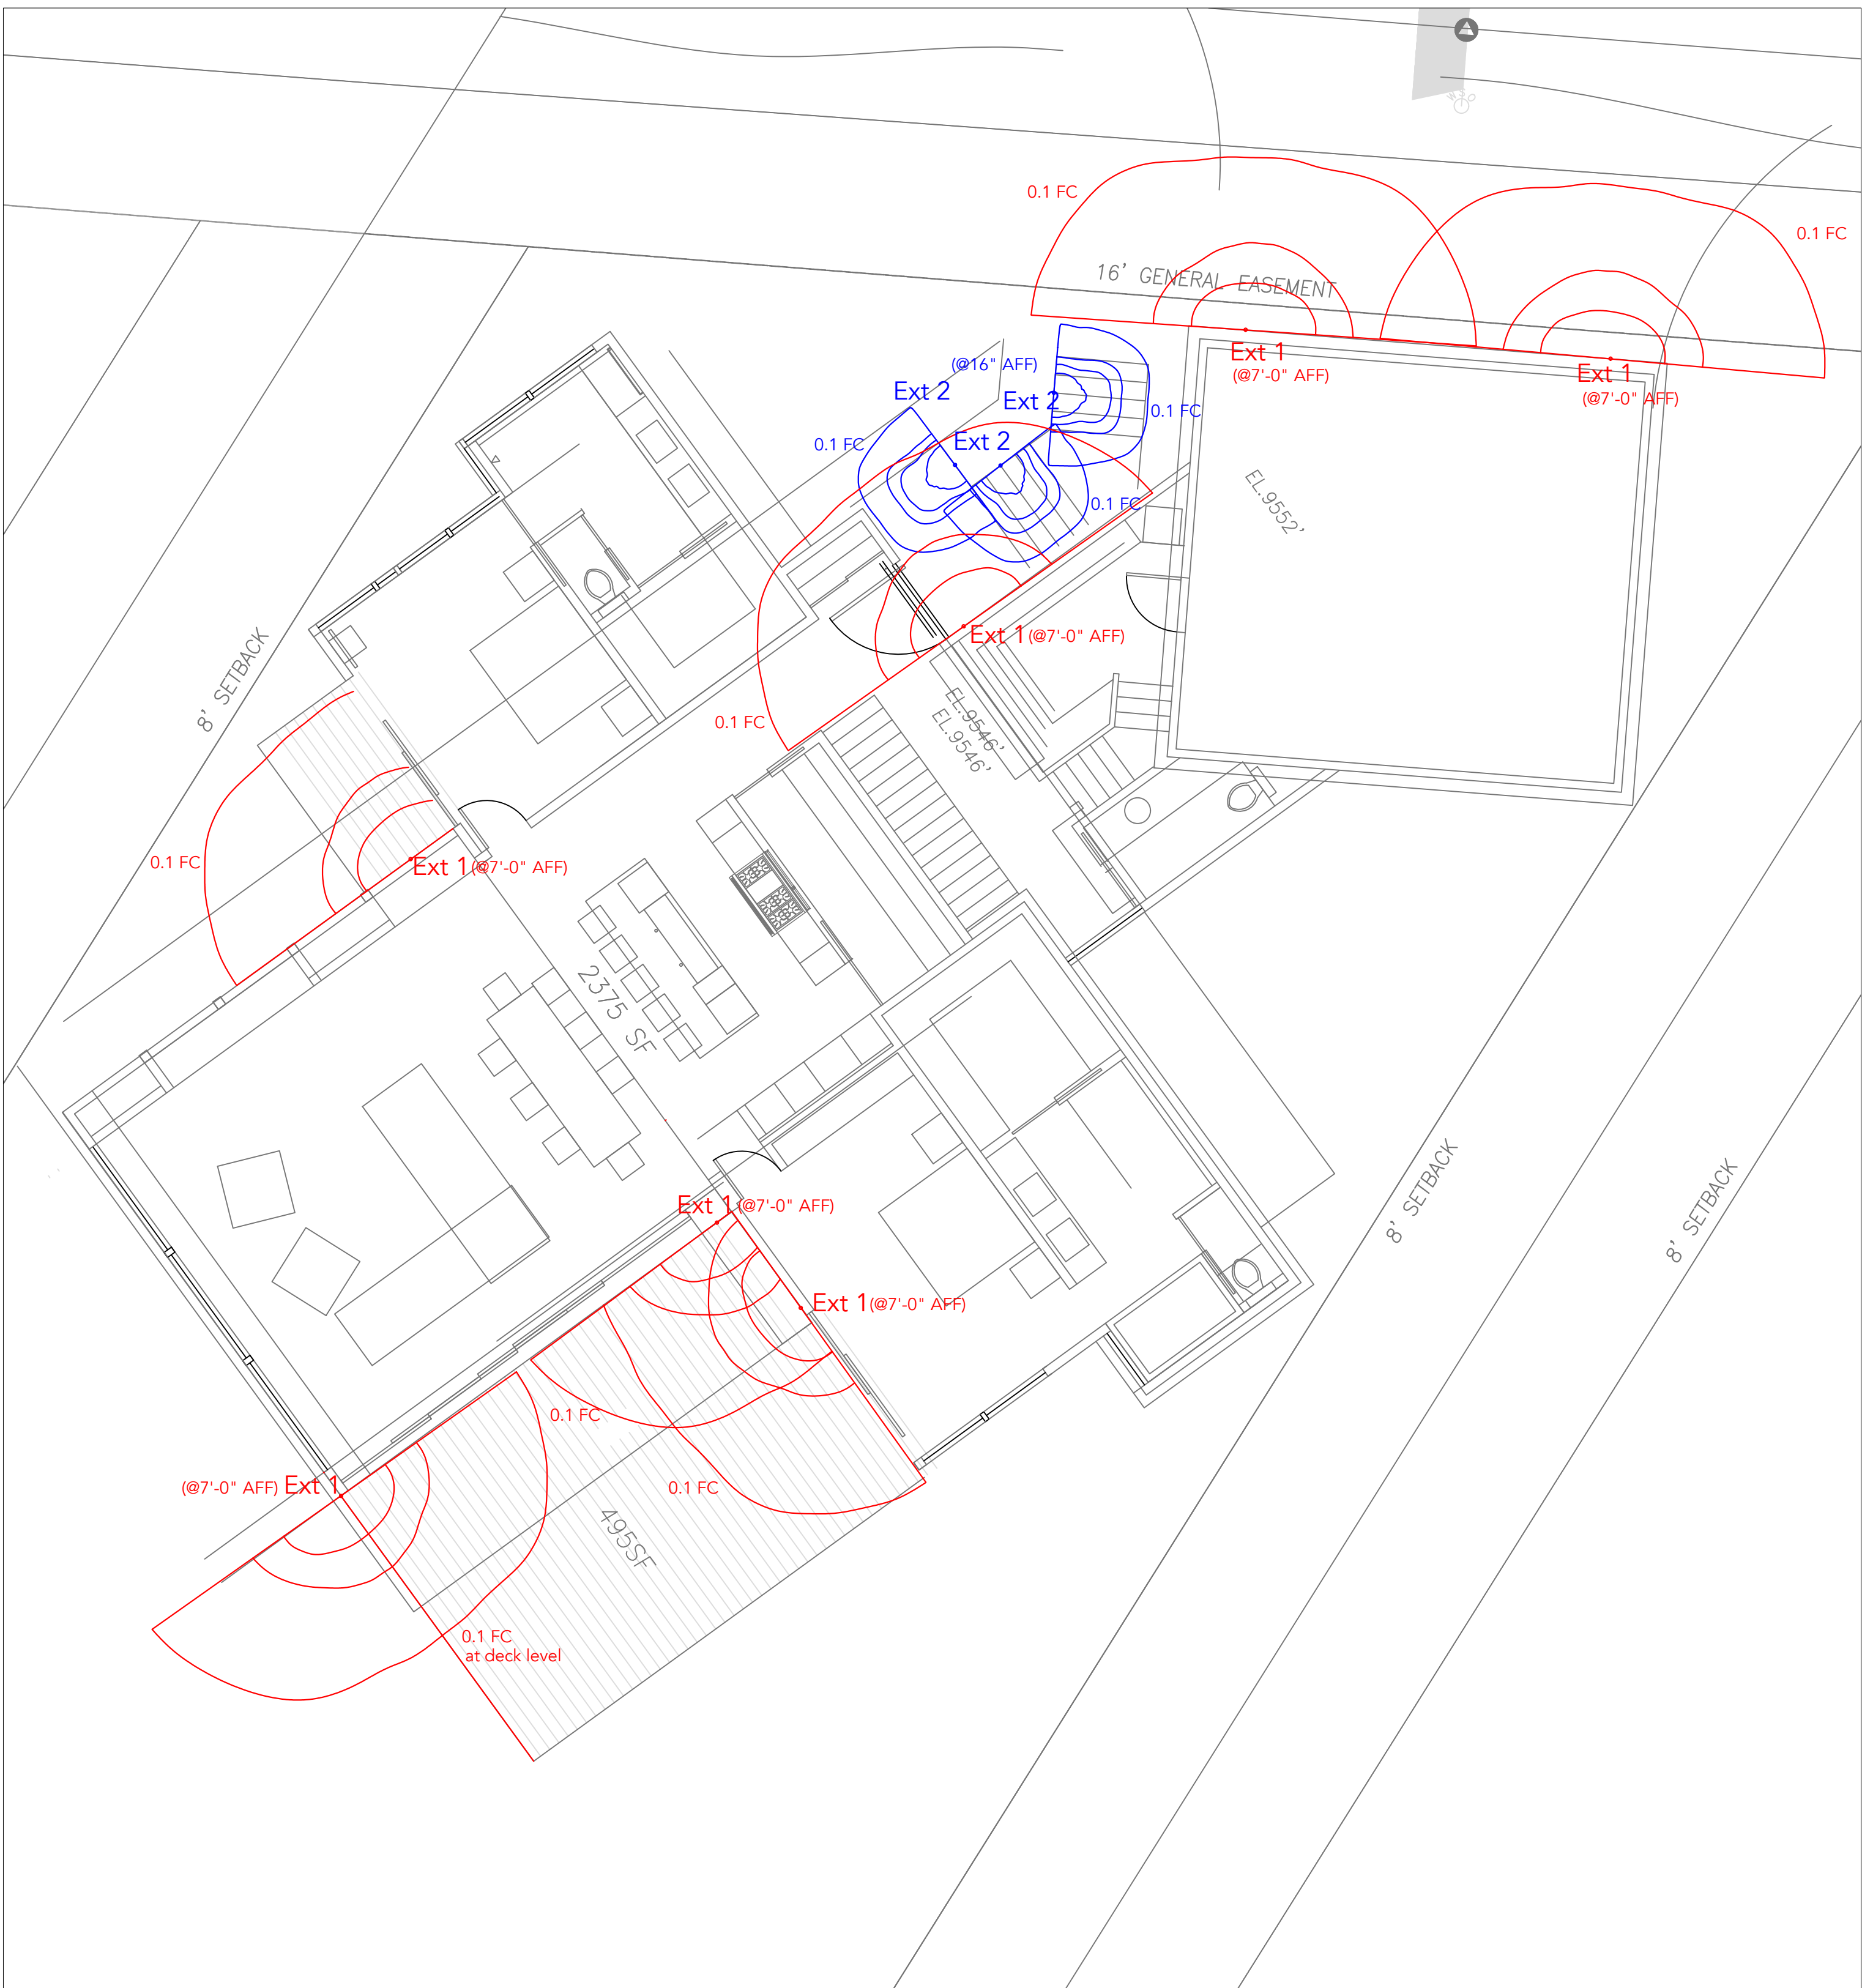 0.1 FC
0.1 FC
16' GENERAL EASEMENT
Ext 1
(@7'-0" AFF)
Ext 1
(@7'-0" AFF)
(@16" AFF)
Ext 2
Ext 2
0.1 FC
0.1 FC
Ext 2
0.1 FC
EL.9552'
Ext 1 (@7'-0" AFF)
8' SETBACK
0.1 FC
EL.9546'
EL.9546'
0.1 FC
Ext 1 (@7'-0" AFF)
2375 SF
8' SETBACK
8' SETBACK
Ext 1 (@7'-0" AFF)
Ext 1 (@7'-0" AFF)
0.1 FC
0.1 FC
(@7'-0" AFF) Ext 1
495SF
0.1 FC
at deck level